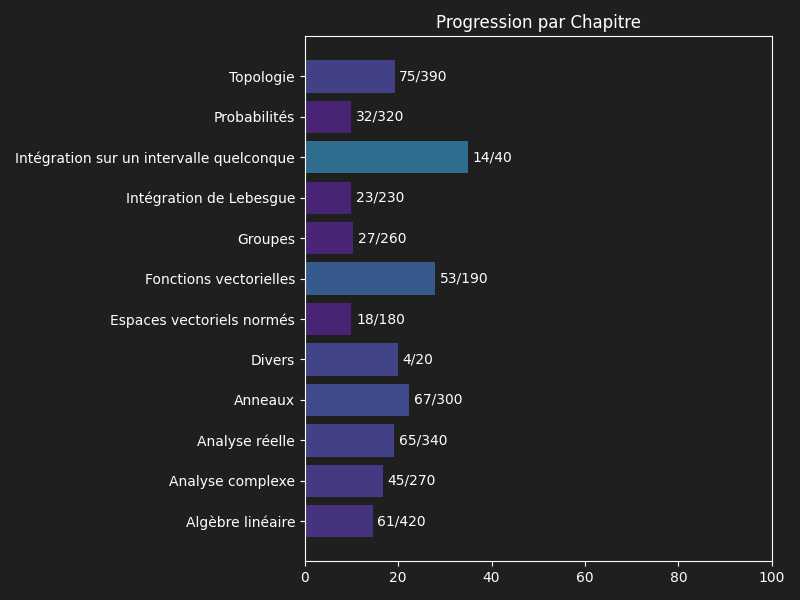 Progression par Chapitre
Topologie 75/390
Probabilités 32/320
Intégration sur un intervalle quelconque 14/40
Intégration de Lebesgue 23/230
Groupes 27/260
Fonctions vectorielles 53/190
Espaces vectoriels normés 18/180
Divers 4/20
Anneaux 67/300
Analyse réelle 65/340
Analyse complexe 45/270
Algèbre linéaire 61/420
0 20 40 60 80 100